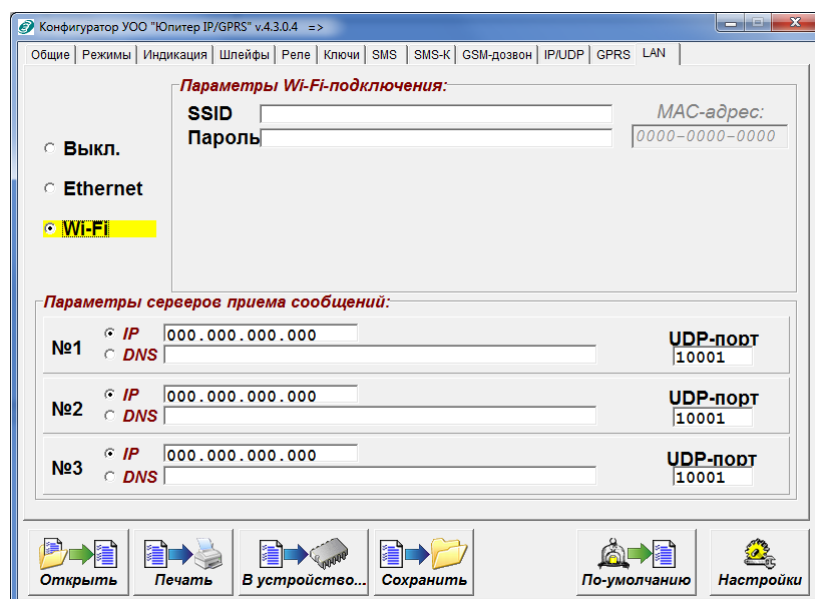 Конфигуратор УОО "Юпитер IP/GPRS" v.4.3.0.4 =>
Общие Режимы Индикация Шлейфы Реле Ключи SMS SMS-К GSM-дозвон IP/UDP GPRS LAN
Параметры Wi-Fi-подключения:
SSID
MAC-адрес:
Пароль
0000-0000-0000
Выкл.
Ethernet
Wi-Fi
Параметры серверов приема сообщений:
№1
IP 000.000.000.000
DNS
UDP-порт
10001
№2
IP 000.000.000.000
DNS
UDP-порт
10001
№3
IP 000.000.000.000
DNS
UDP-порт
10001
Открыть Печать В устройство... Сохранить По-умолчанию Настройки